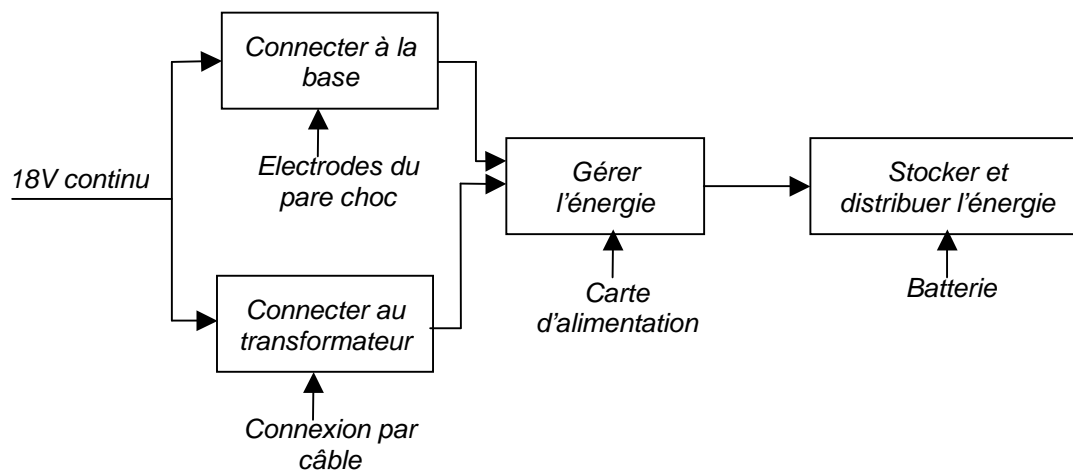 Connecter à la
base
Electrodes du
pare choc
18V continu
Gérer
l’énergie
Stocker et
distribuer l’énergie
Carte
d’alimentation
Batterie
Connecter au
transformateur
Connexion par
câble